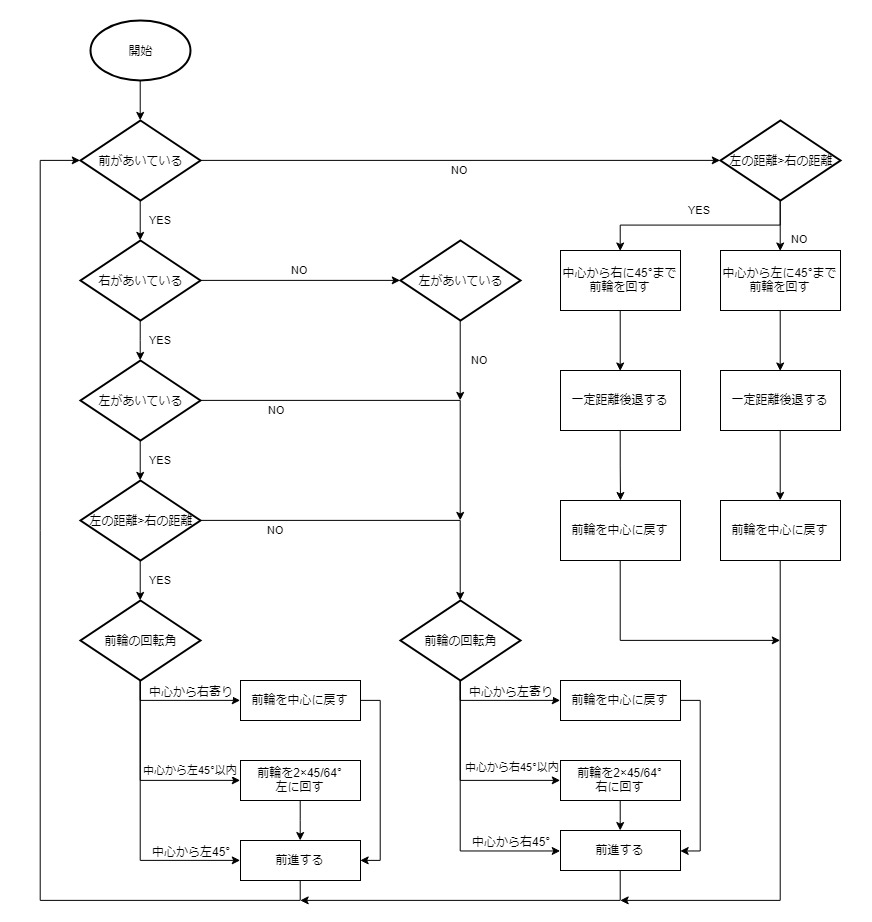 開始
前があいている
NO
左の距離>右の距離
YES
YES
NO
右があいている
NO
左があいている
中心から右に45°まで
前輪を回す
中心から左に45°まで
前輪を回す
YES
NO
左があいている
NO
一定距離後退する
一定距離後退する
YES
左の距離>右の距離
NO
前輪を中心に戻す
前輪を中心に戻す
YES
前輪の回転角
前輪の回転角
中心から右寄り
前輪を中心に戻す
中心から左寄り
前輪を中心に戻す
中心から左45°以内
前輪を2×45/64°
左に回す
中心から右45°以内
前輪を2×45/64°
右に回す
中心から左45°
前進する
中心から右45°
前進する